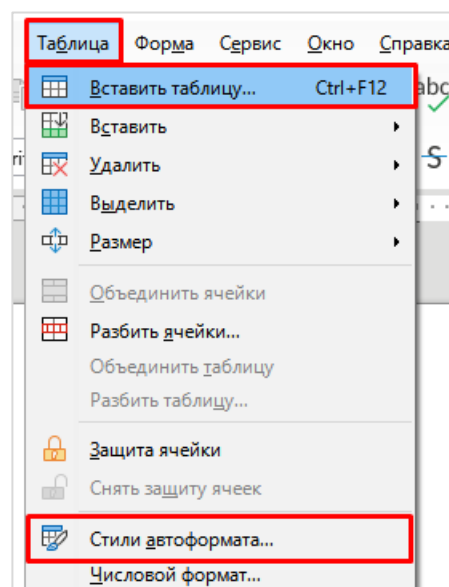 Таблица Форма Сервис Окно Справка
Вставить таблицу... Ctrl+F12
abc
Вставить
S
Удалить
Выделить
Размер
Объединить ячейки
Разбить ячейки...
Объединить таблицу
Разбить таблицу...
Защита ячейки
Снять защиту ячеек
Стили автоформата...
Числовой формат...